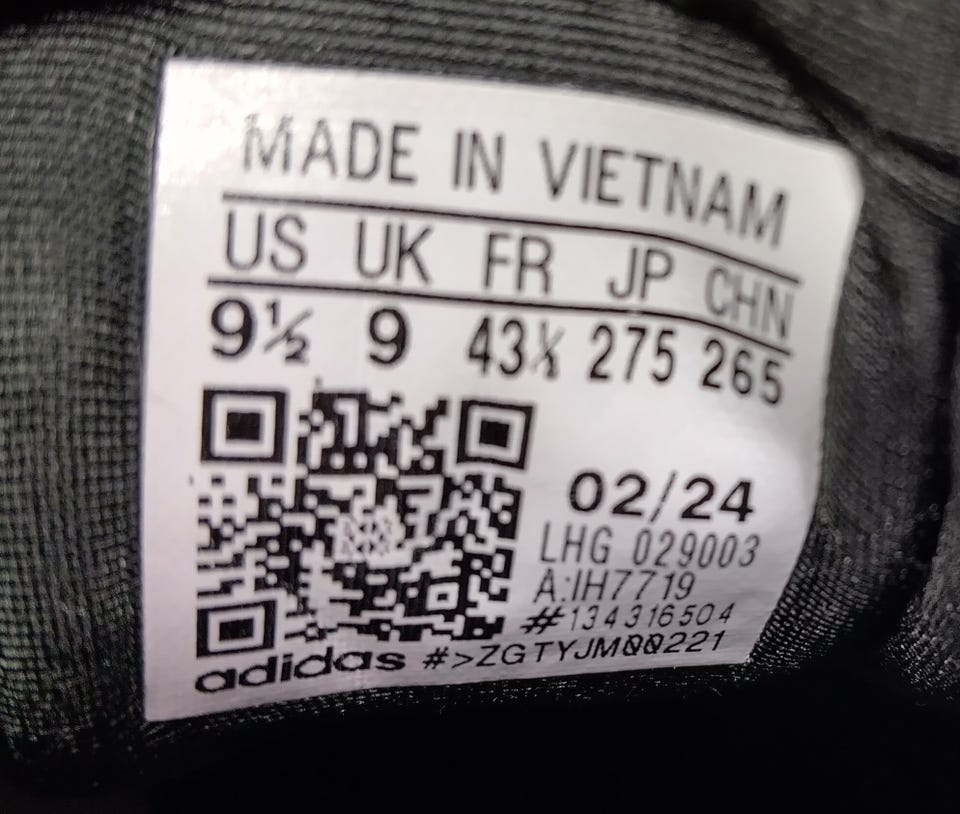 MADE IN VIETNAM
US UK FR JP CHN
9½ 9 43⅓ 275 265
02/24
LHG 029003
A:IH7719
#134316504
adidas #>ZGTYJM00221